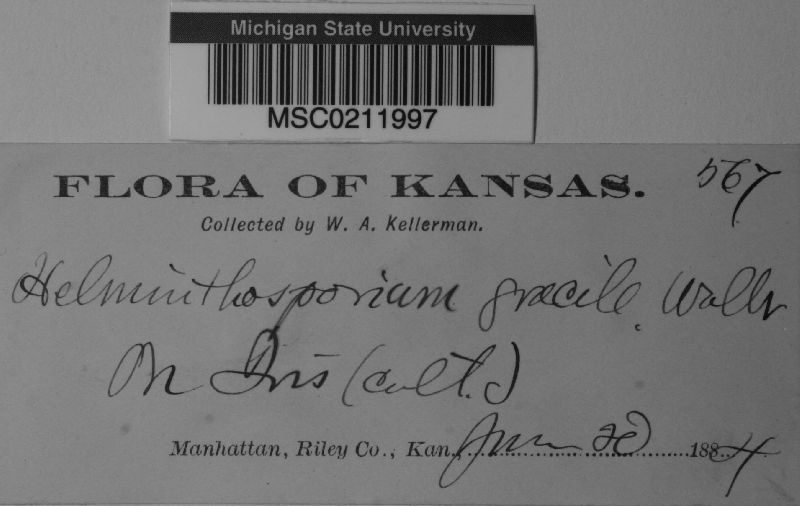 Michigan State University
MSC0211997
FLORA OF KANSAS. 567
Collected by W. A. Kellerman.
Helminthosporium gracile, Wallr
On Iris (cult.)
Manhattan, Riley Co., Kan., June 20 1884